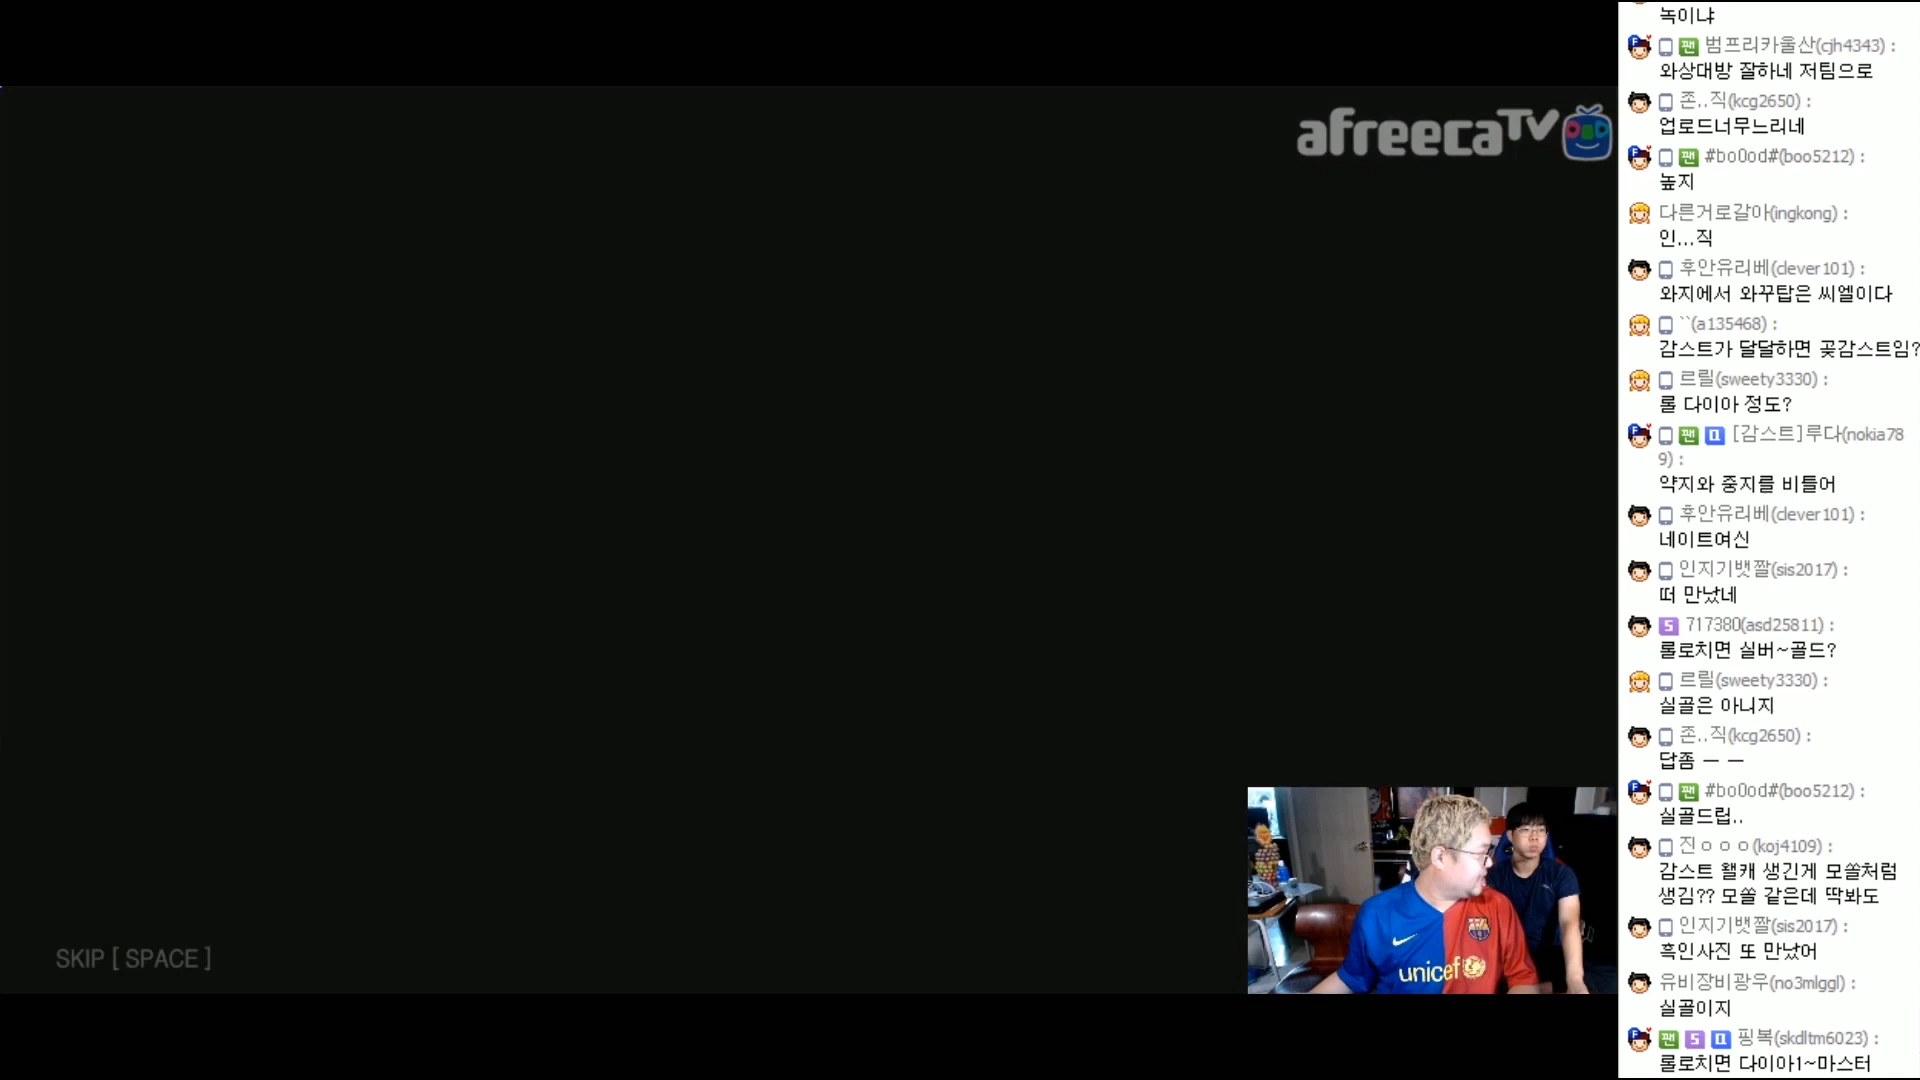 afreecaTV
SKIP [ SPACE ]
unicef
녹이냐
팬 범프리카울산(cjh4343) :
와상대방 잘하네 저팀으로
존..직(kcg2650) :
업로드너무느리네
팬 #bo0od#(boo5212) :
높지
다른거로갈아(ingkong) :
인...직
후안유리베(clever101) :
와지에서 와꾸탑은 씨엘이다
``(a135468) :
감스트가 달달하면 곶감스트임?
르릴(sweety3330) :
롤 다이아 정도?
팬 [감스트]루다(nokia78
9) :
약지와 중지를 비틀어
후안유리베(clever101) :
네이트여신
인지기뱃짤(sis2017) :
떠 만났네
S 717380(asd25811) :
롤로치면 실버~골드?
르릴(sweety3330) :
실골은 아니지
존..직(kcg2650) :
답좀 ㅡ ㅡ
팬 #bo0od#(boo5212) :
실골드립..
진ㅇㅇㅇ(koj4109) :
감스트 왤캐 생긴게 모쏠처럼
생김?? 모쏠 같은데 딱봐도
인지기뱃짤(sis2017) :
흑인사진 또 만났어
유비장비광우(no3mlggl) :
실골이지
팬 S 핑복(skdltm6023) :
롤로치면 다이아1~마스터